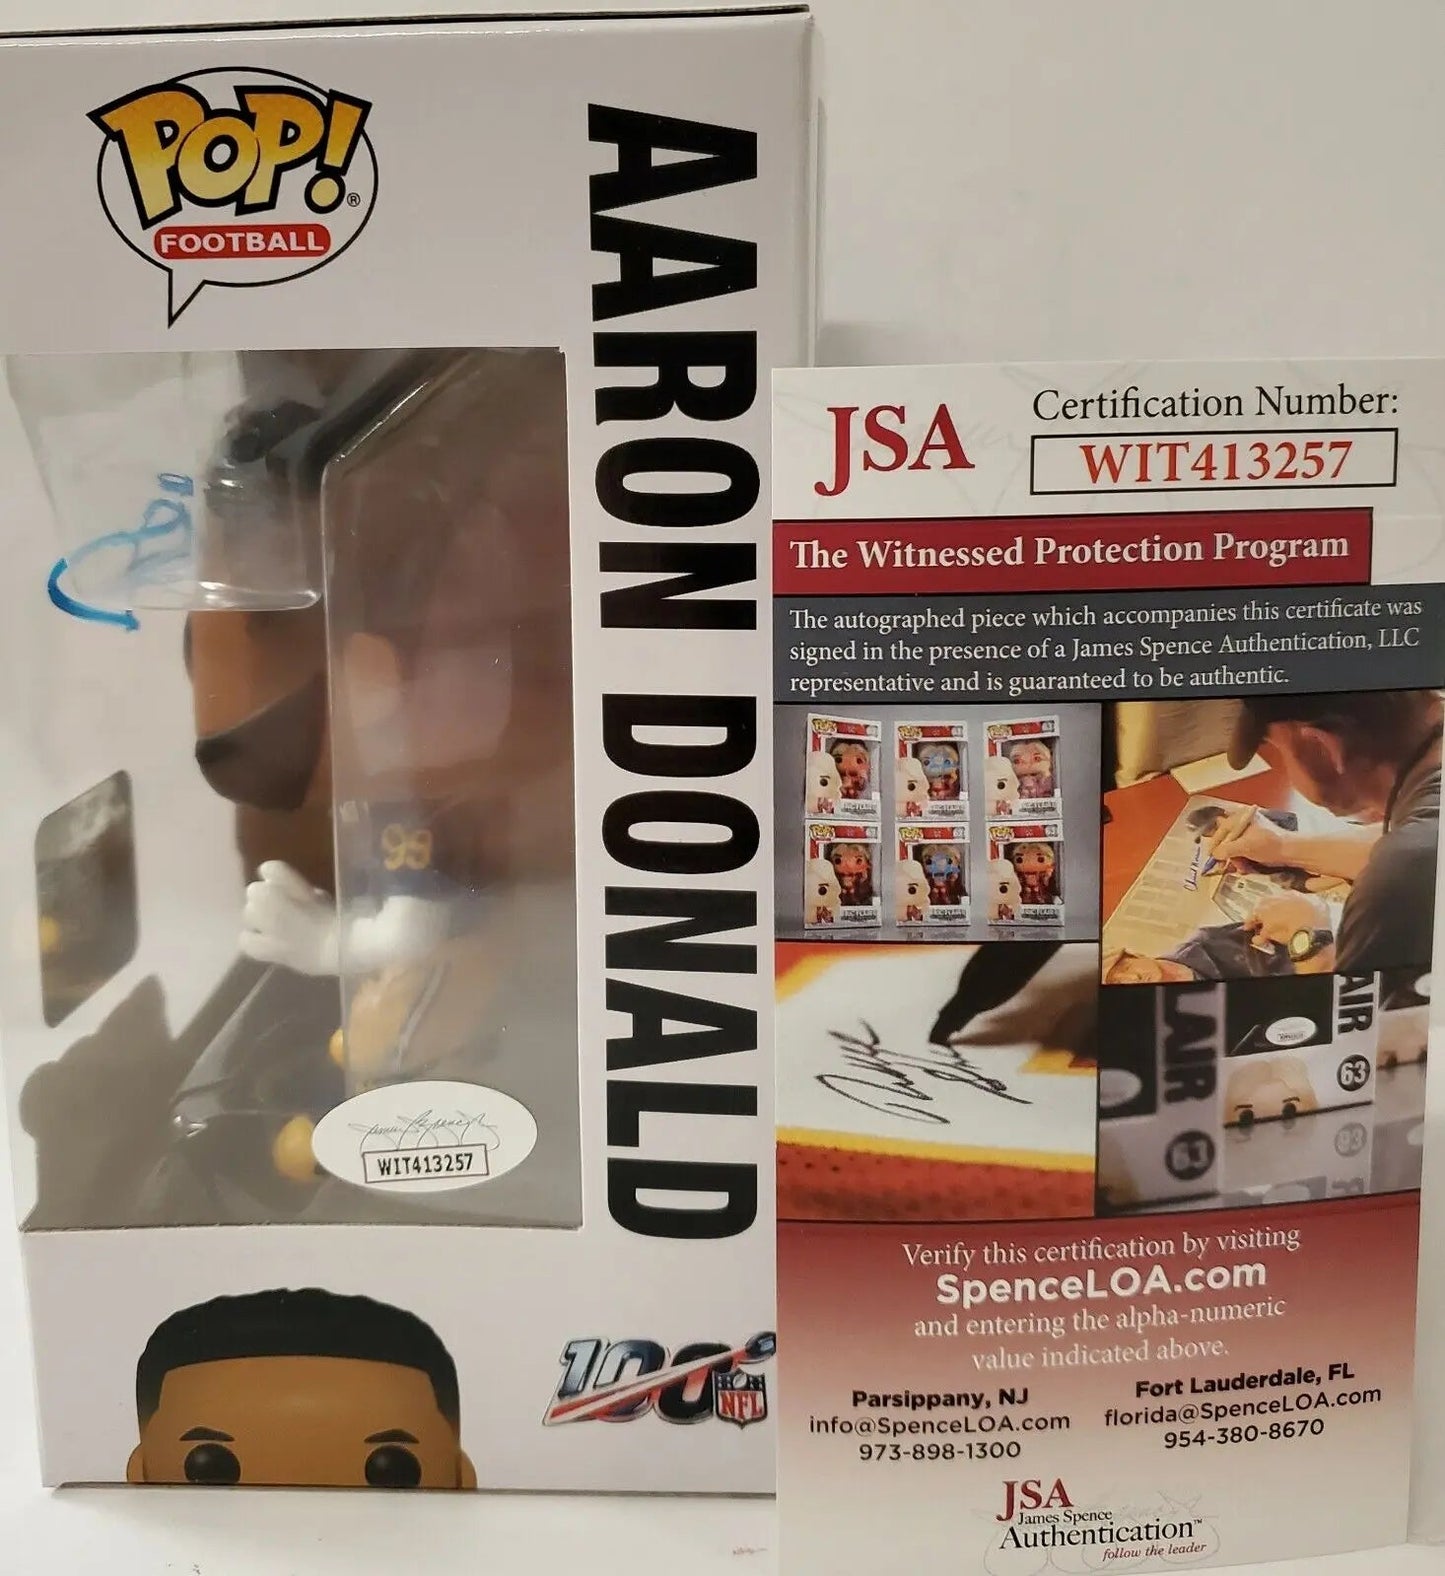 POP!®
FOOTBALL
AARON DONALD
99
WIT413257
100
NFL
JSA
Certification Number:
WIT413257
The Witnessed Protection Program
The autographed piece which accompanies this certificate was
signed in the presence of a James Spence Authentication, LLC
representative and is guaranteed to be authentic.
LAIR
63
AIR
63
Verify this certification by visiting
SpenceLOA.com
and entering the alpha-numeric
value indicated above.
Parsippany, NJ
info@SpenceLOA.com
973-898-1300
Fort Lauderdale, FL
florida@SpenceLOA.com
954-380-8670
JSA
James Spence
Authentication™
follow the leader